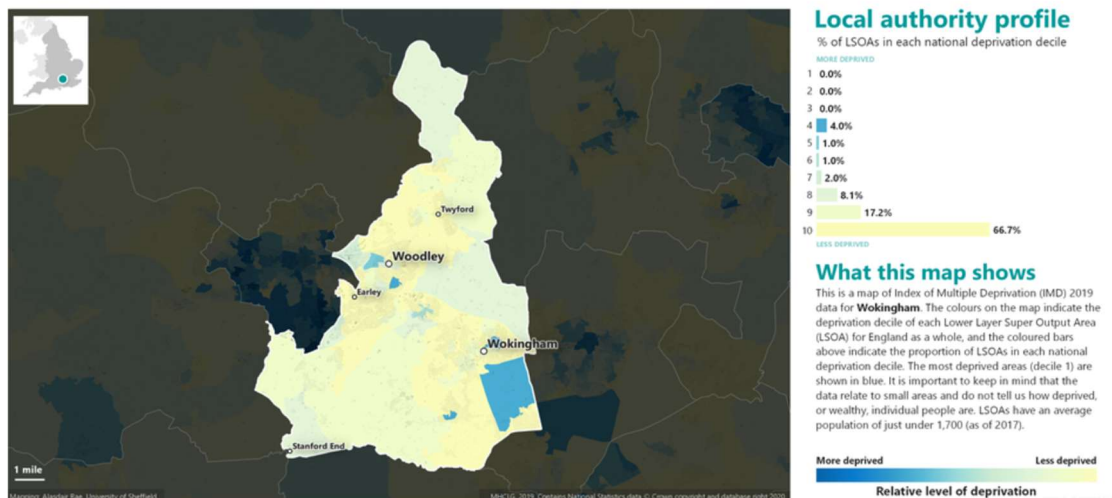 Twyford
Woodley
Earley
Wokingham
Stanford End
1 mile
Mapping: Alasdair Rae, University of Sheffield
MHCLG, 2019. Contains National Statistics data © Crown copyright and database right 2020
Local authority profile
% of LSOAs in each national deprivation decile
MORE DEPRIVED
1 0.0%
2 0.0%
3 0.0%
4 4.0%
5 1.0%
6 1.0%
7 2.0%
8 8.1%
9 17.2%
10 66.7%
LESS DEPRIVED
What this map shows
This is a map of Index of Multiple Deprivation (IMD) 2019
data for Wokingham. The colours on the map indicate the
deprivation decile of each Lower Layer Super Output Area
(LSOA) for England as a whole, and the coloured bars
above indicate the proportion of LSOAs in each national
deprivation decile. The most deprived areas (decile 1) are
shown in blue. It is important to keep in mind that the
data relate to small areas and do not tell us how deprived,
or wealthy, individual people are. LSOAs have an average
population of just under 1,700 (as of 2017).
More deprived Less deprived
Relative level of deprivation